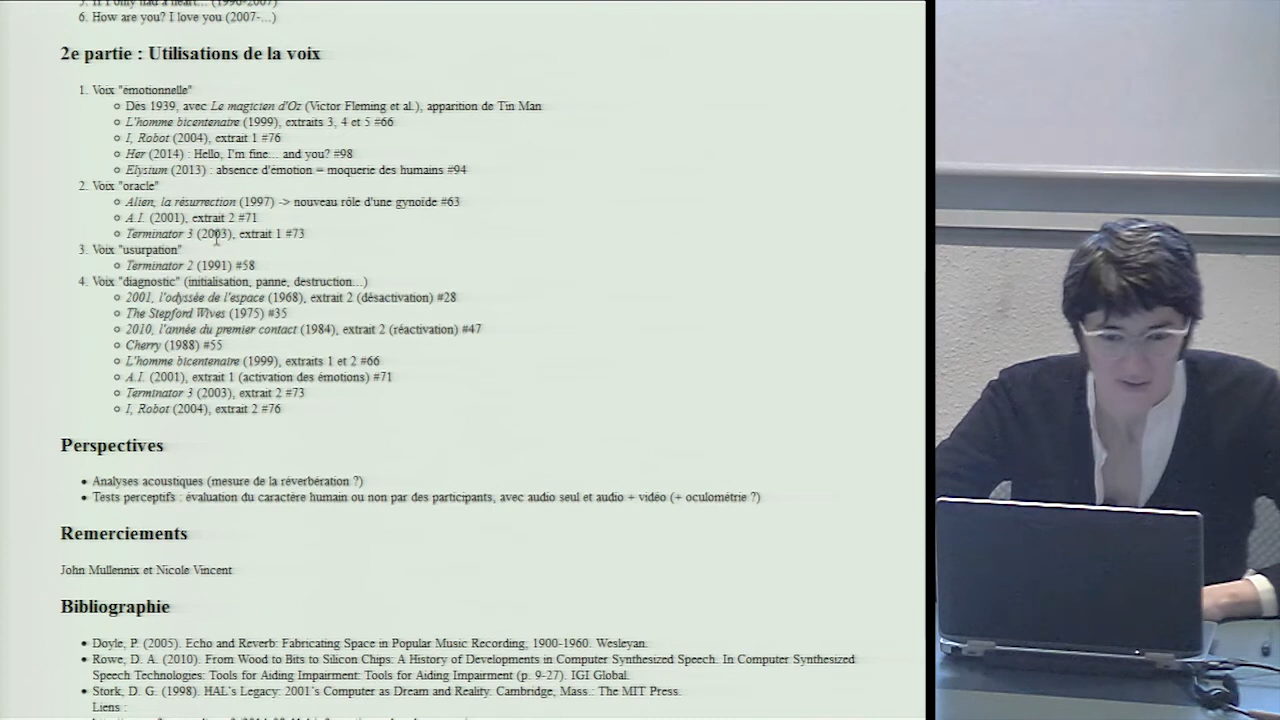 5. If I only had a heart... (1990-2007)
6. How are you? I love you (2007-...)
2e partie : Utilisations de la voix
1. Voix "émotionnelle"
Dès 1939, avec Le magicien d'Oz (Victor Fleming et al.), apparition de Tin Man
L'homme bicentenaire (1999), extraits 3, 4 et 5 #66
I, Robot (2004), extrait 1 #76
Her (2014) : Hello, I'm fine... and you? #98
Elysium (2013) : absence d'émotion = moquerie des humains #94
2. Voix "oracle"
Alien, la résurrection (1997) -> nouveau rôle d'une gynoïde #63
A.I. (2001), extrait 2 #71
Terminator 3 (2003), extrait 1 #73
3. Voix "usurpation"
Terminator 2 (1991) #58
4. Voix "diagnostic" (initialisation, panne, destruction...)
2001, l'odyssée de l'espace (1968), extrait 2 (désactivation) #28
The Stepford Wives (1975) #35
2010, l'année du premier contact (1984), extrait 2 (réactivation) #47
Cherry (1988) #55
L'homme bicentenaire (1999), extraits 1 et 2 #66
A.I. (2001), extrait 1 (activation des émotions) #71
Terminator 3 (2003), extrait 2 #73
I, Robot (2004), extrait 2 #76
Perspectives
Analyses acoustiques (mesure de la réverbération ?)
Tests perceptifs : évaluation du caractère humain ou non par des participants, avec audio seul et audio + vidéo (+ oculométrie ?)
Remerciements
John Mullennix et Nicole Vincent
Bibliographie
Doyle, P. (2005). Echo and Reverb: Fabricating Space in Popular Music Recording, 1900-1960. Wesleyan.
Rowe, D. A. (2010). From Wood to Bits to Silicon Chips: A History of Developments in Computer Synthesized Speech. In Computer Synthesized
Speech Technologies: Tools for Aiding Impairment: Tools for Aiding Impairment (p. 9-27). IGI Global.
Stork, D. G. (1998). HAL's Legacy: 2001's Computer as Dream and Reality. Cambridge, Mass.: The MIT Press.
Liens :